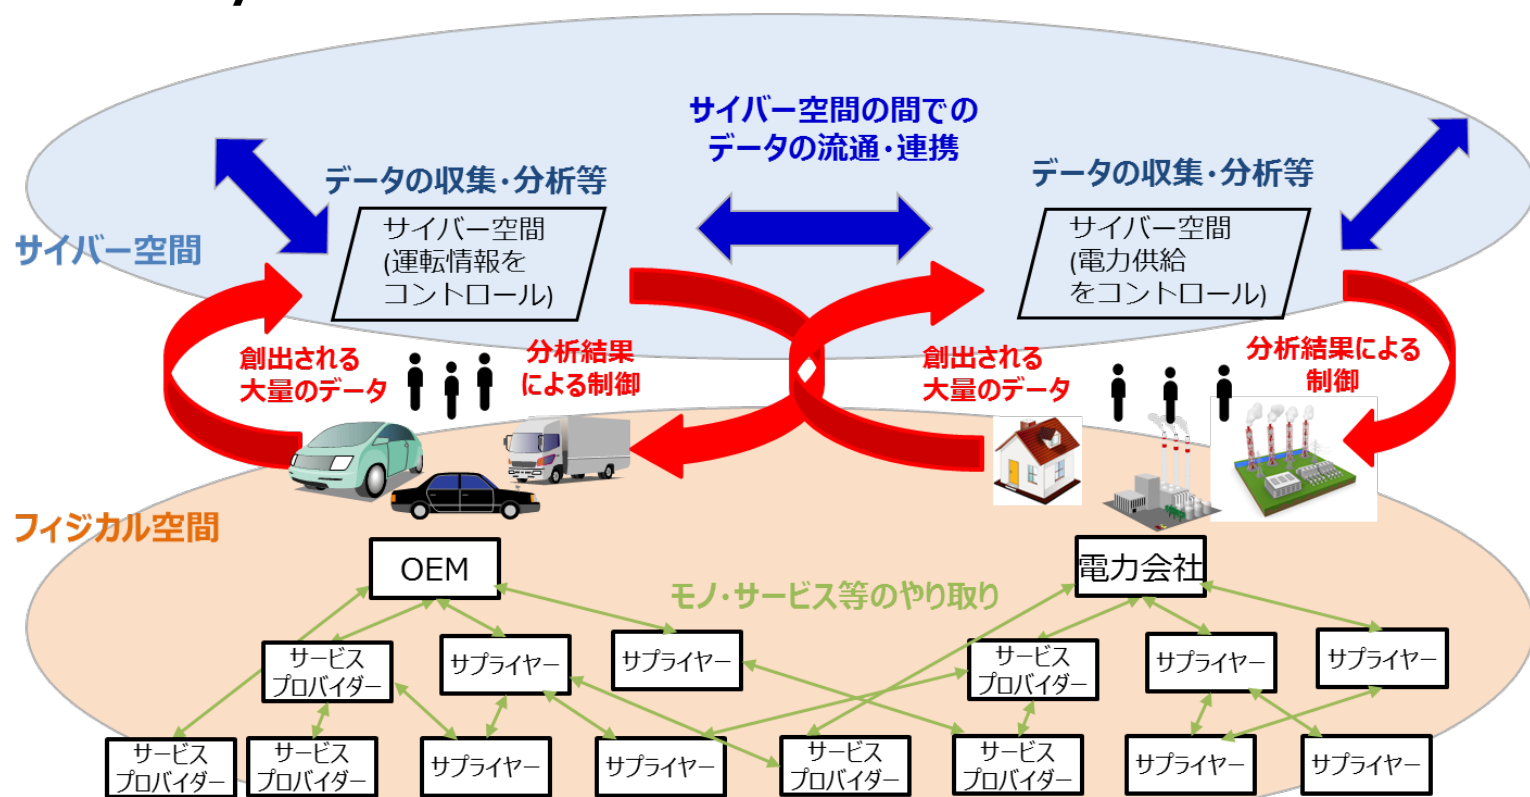 サイバー空間の間での
データの流通・連携
データの収集・分析等
データの収集・分析等
サイバー空間
(運転情報を
コントロール)
サイバー空間
(電力供給
をコントロール)
サイバー空間
創出される
大量のデータ
分析結果
による制御
創出される
大量のデータ
分析結果による
制御
フィジカル空間
OEM
電力会社
モノ・サービス等のやり取り
サービス
プロバイダー
サプライヤー
サプライヤー
サービス
プロバイダー
サプライヤー
サプライヤー
サービス
プロバイダー
サービス
プロバイダー
サプライヤー
サプライヤー
サービス
プロバイダー
サービス
プロバイダー
サプライヤー
サプライヤー